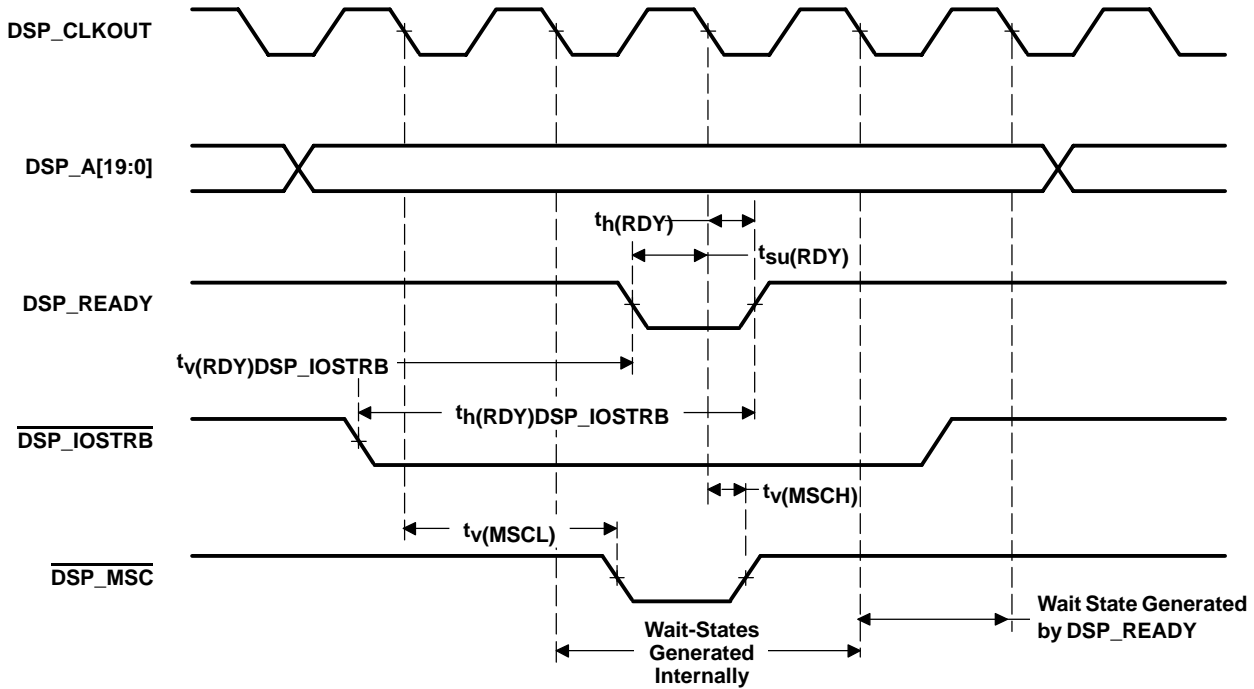 DSP_CLKOUT
DSP_A[19:0]
th(RDY)
tsu(RDY)
DSP_READY
tv(RDY)DSP_IOSTRB
th(RDY)DSP_IOSTRB
DSP_IOSTRB
tv(MSCH)
tv(MSCL)
DSP_MSC
Wait-States
Generated
Internally
Wait State Generated
by DSP_READY